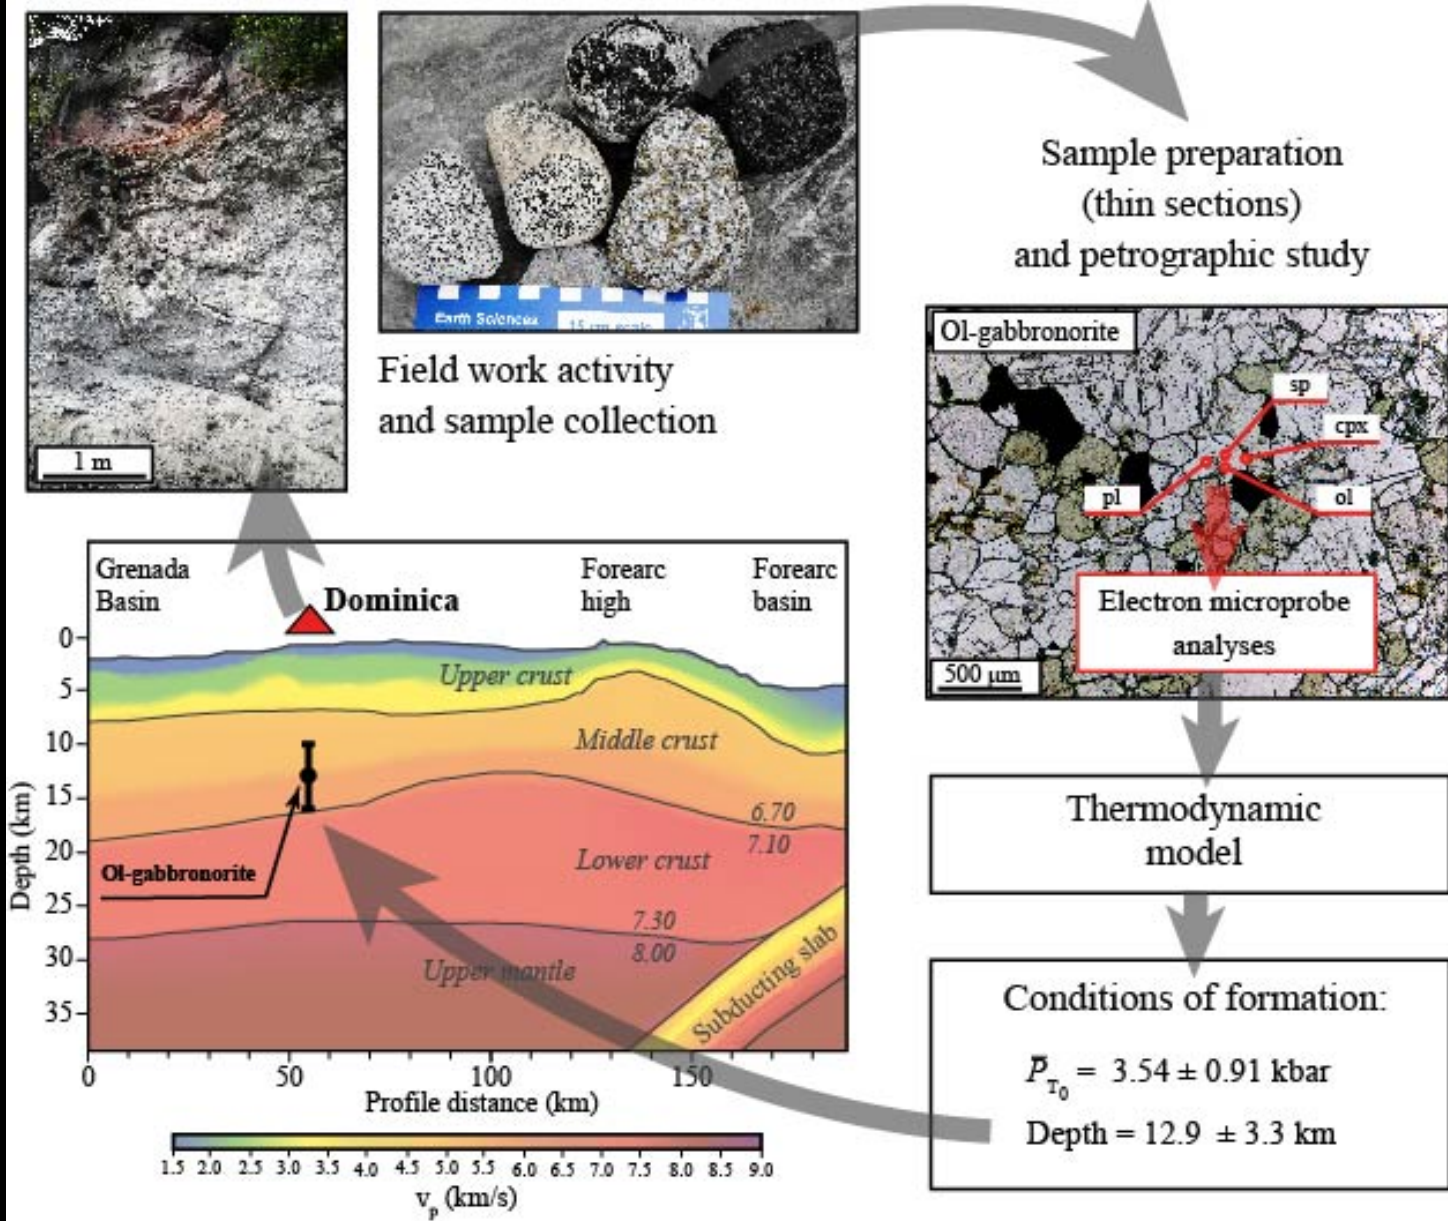 Earth Sciences
15 cm scale
Field work activity
and sample collection
1 m
Sample preparation
(thin sections)
and petrographic study
Ol-gabbronorite
sp
cpx
pl
ol
Electron microprobe
analyses
500 μm
Thermodynamic
model
Conditions of formation:
P̅T₀ = 3.54 ± 0.91 kbar
Depth = 12.9 ± 3.3 km
Grenada
Basin
Dominica
Forearc
high
Forearc
basin
Upper crust
Middle crust
6.70
7.10
Lower crust
Ol-gabbronorite
7.30
8.00
Upper mantle
Subducting slab
Depth (km)
0
5
10
15
20
25
30
35
0 50 100 150
Profile distance (km)
1.5 2.0 2.5 3.0 3.5 4.0 4.5 5.0 5.5 6.0 6.5 7.0 7.5 8.0 8.5 9.0
vp (km/s)